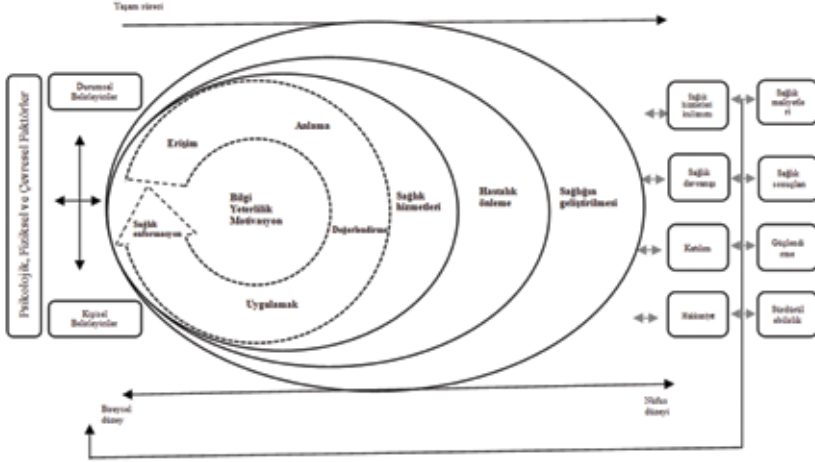 Yaşam süreci
Psikolojik, Fiziksel ve Çevresel Faktörler
Durumsal
Belirleyiciler
Kişisel
Belirleyiciler
Erişim
Anlama
Sağlık
enformasyon
Bilgi
Yeterlilik
Motivasyon
Değerlendirme
Uygulamak
Sağlık
hizmetleri
Hastalık
önleme
Sağlığın
geliştirilmesi
Sağlık
hizmetleri
kullanımı
Sağlık
maliyetle
ri
Sağlık
davranışı
Sağlık
sonuçları
Katılım
Güçlendi
rme
Hakkaniyet
Sürdürül
ebilirlik
Bireysel
düzey
Nüfus
düzeyi